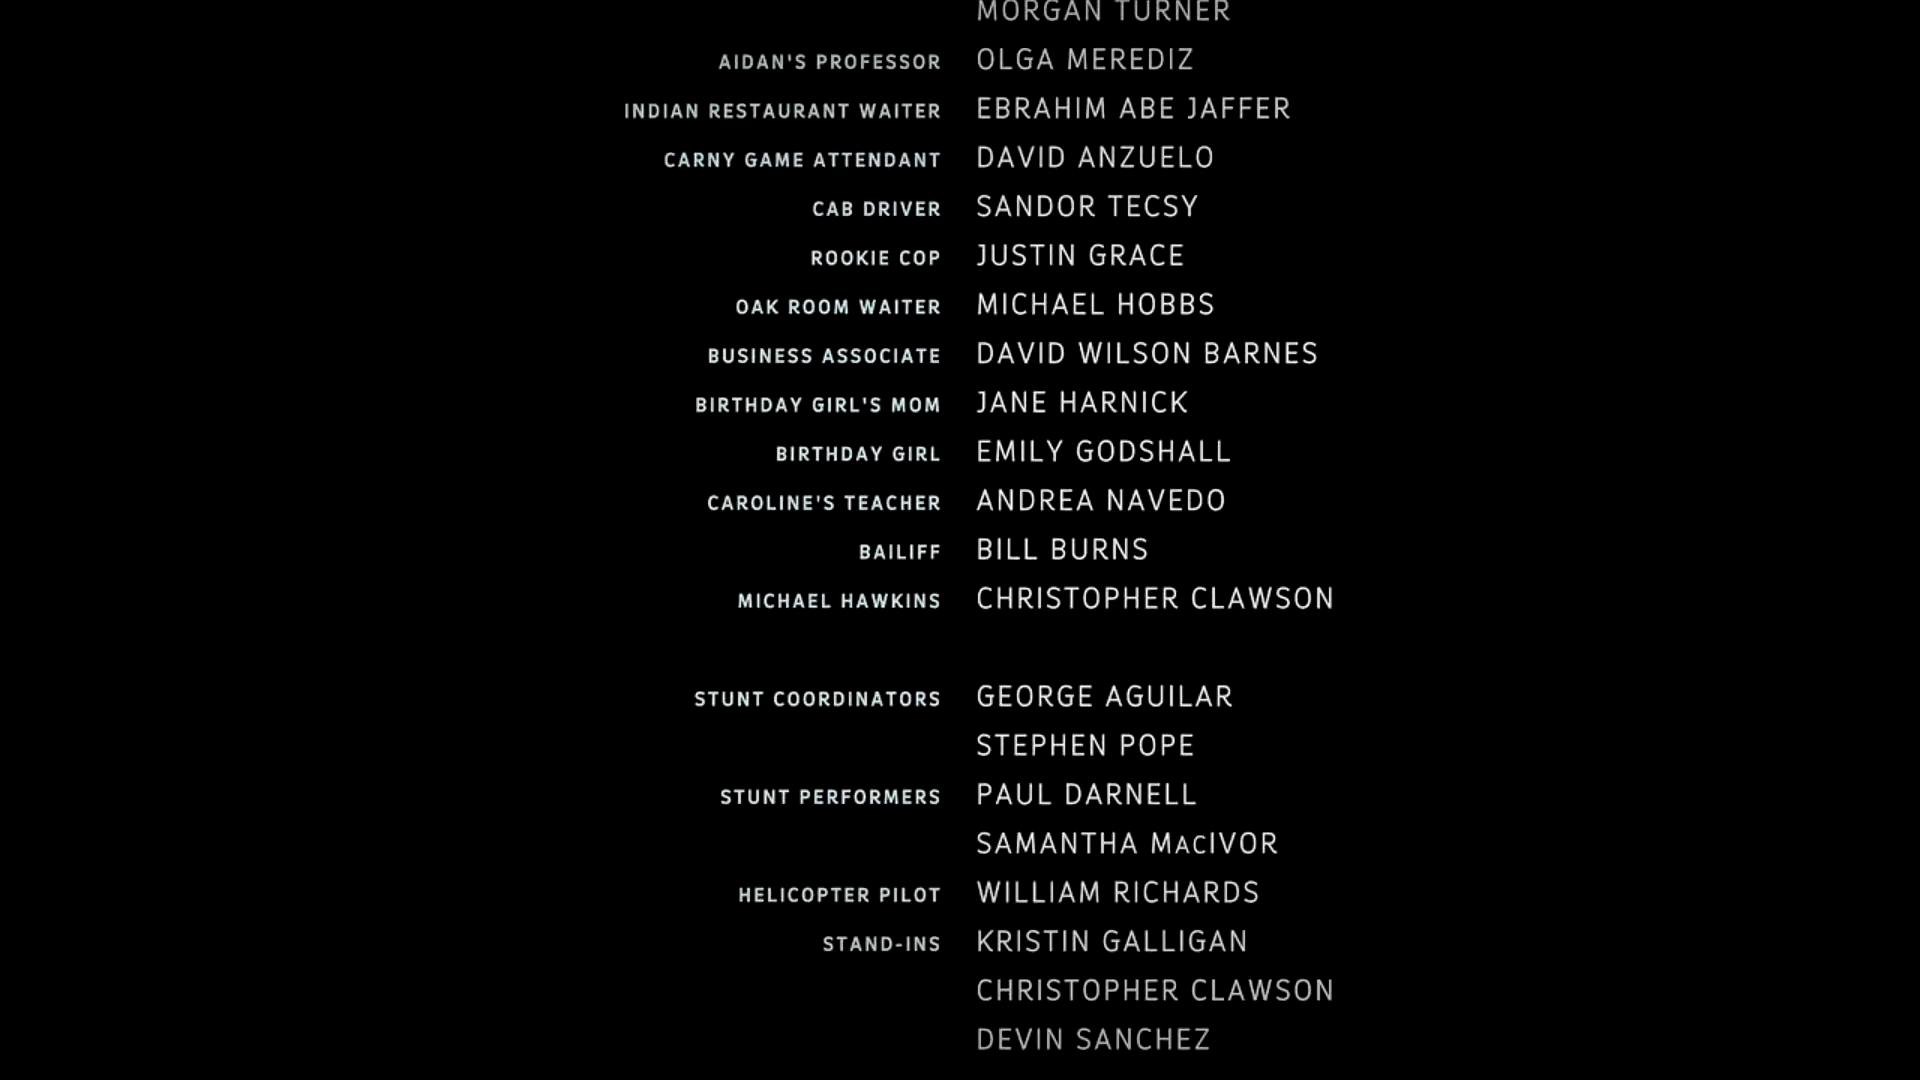 MORGAN TURNER
AIDAN'S PROFESSOR OLGA MEREDIZ
INDIAN RESTAURANT WAITER EBRAHIM ABE JAFFER
CARNY GAME ATTENDANT DAVID ANZUELO
CAB DRIVER SANDOR TECSY
ROOKIE COP JUSTIN GRACE
OAK ROOM WAITER MICHAEL HOBBS
BUSINESS ASSOCIATE DAVID WILSON BARNES
BIRTHDAY GIRL'S MOM JANE HARNICK
BIRTHDAY GIRL EMILY GODSHALL
CAROLINE'S TEACHER ANDREA NAVEDO
BAILIFF BILL BURNS
MICHAEL HAWKINS CHRISTOPHER CLAWSON
STUNT COORDINATORS GEORGE AGUILAR
STEPHEN POPE
STUNT PERFORMERS PAUL DARNELL
SAMANTHA MacIVOR
HELICOPTER PILOT WILLIAM RICHARDS
STAND-INS KRISTIN GALLIGAN
CHRISTOPHER CLAWSON
DEVIN SANCHEZ